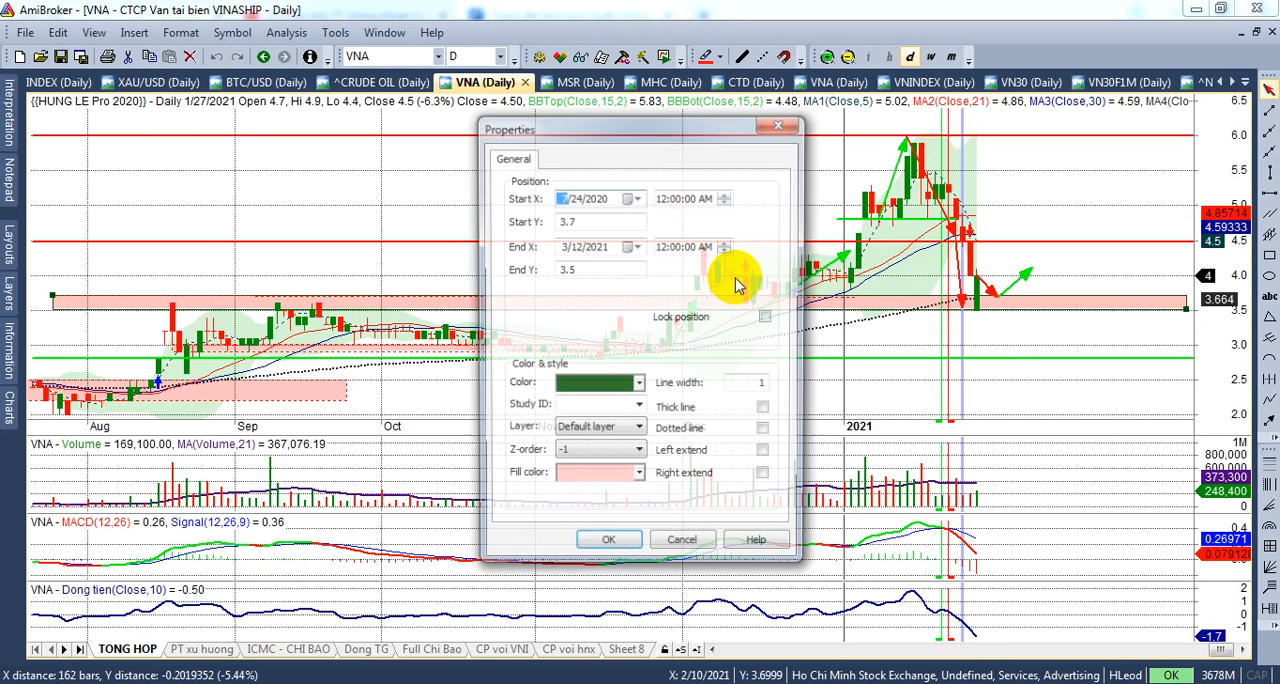 AmiBroker - [VNA - CTCP Van tai bien VINASHIP - Daily]
File Edit View Insert Format Symbol Analysis Tools Window Help
VNA D i h d w m
INDEX (Daily) XAU/USD (Daily) BTC/USD (Daily) ^CRUDE OIL (Daily) VNA (Daily) MSR (Daily) MHC (Daily) CTD (Daily) VNA (Daily) VNINDEX (Daily) VN30 (Daily) VN30F1M (Daily) ^N
{{HUNG LE Pro 2020}} - Daily 1/27/2021 Open 4.7, Hi 4.9, Lo 4.4, Close 4.5 (-6.3%) Close = 4.50, BBTop(Close,15,2) = 5.83, BBBot(Close,15,2) = 4.48, MA1(Close,5) = 5.02, MA2(Close,21) = 4.86, MA3(Close,30) = 4.59, MA4(Clo
Interpretation
Notepad
Layouts
Layers
Information
Charts
Properties
General
Position:
Start X: 7/24/2020 12:00:00 AM
Start Y: 3.7
End X: 3/12/2021 12:00:00 AM
End Y: 3.5
Lock position
Color & style
Color: Line width: 1
Study ID: Thick line
Layer: Default layer Dotted line
Z-order: -1 Left extend
Fill color: Right extend
OK Cancel Help
6.5
6.0
5.5
5.0
4.85714
4.59333
4.5
4
4.0
3.664
3.5
3.0
2.5
2.0
abc
Aug Sep Oct 2021
VNA - Volume = 169,100.00, MA(Volume,21) = 367,076.19
1M
800,000
600,000
373,300
248,400
VNA - MACD(12,26) = 0.26, Signal(12,26,9) = 0.36
0.4
0.26971
0.079128
VNA - Dong tien(Close,10) = -0.50
2
1
0
-1
-1.7
TONG HOP PT xu huong ICMC - CHI BAO Dong TG Full Chi Bao CP voi VNI CP voi hnx Sheet 8
X distance: 162 bars, Y distance: -0.2019352 (-5.44%) X: 2/10/2021 Y: 3.6999 Ho Chi Minh Stock Exchange, Undefined, Services, Advertising HLeod OK 3678M CAP